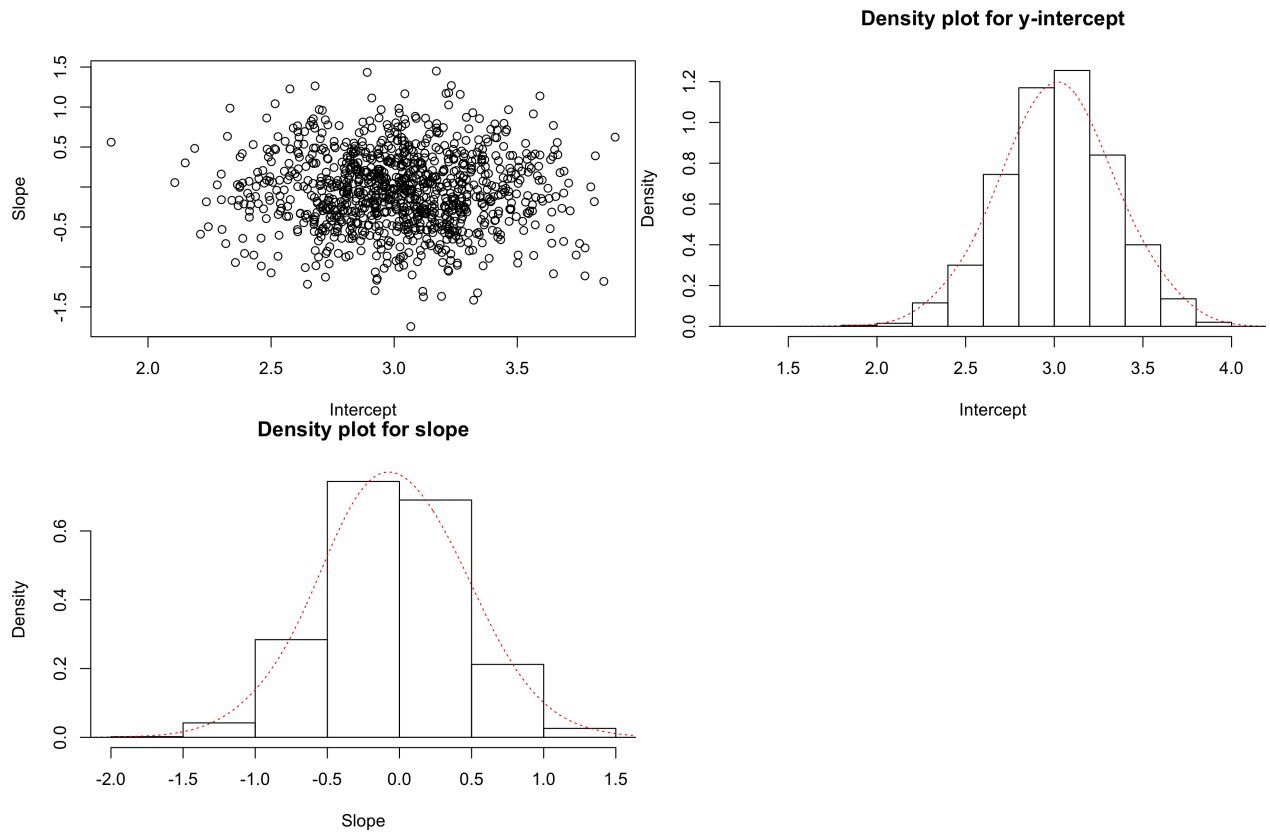 Slope
-1.5
-0.5
0.5
1.0
1.5
2.0 2.5 3.0 3.5
Intercept
Density plot for y-intercept
Density
0.0 0.2 0.4 0.6 0.8 1.0 1.2
1.5 2.0 2.5 3.0 3.5 4.0
Intercept
Density plot for slope
Density
0.0 0.2 0.4 0.6
-2.0 -1.5 -1.0 -0.5 0.0 0.5 1.0 1.5
Slope